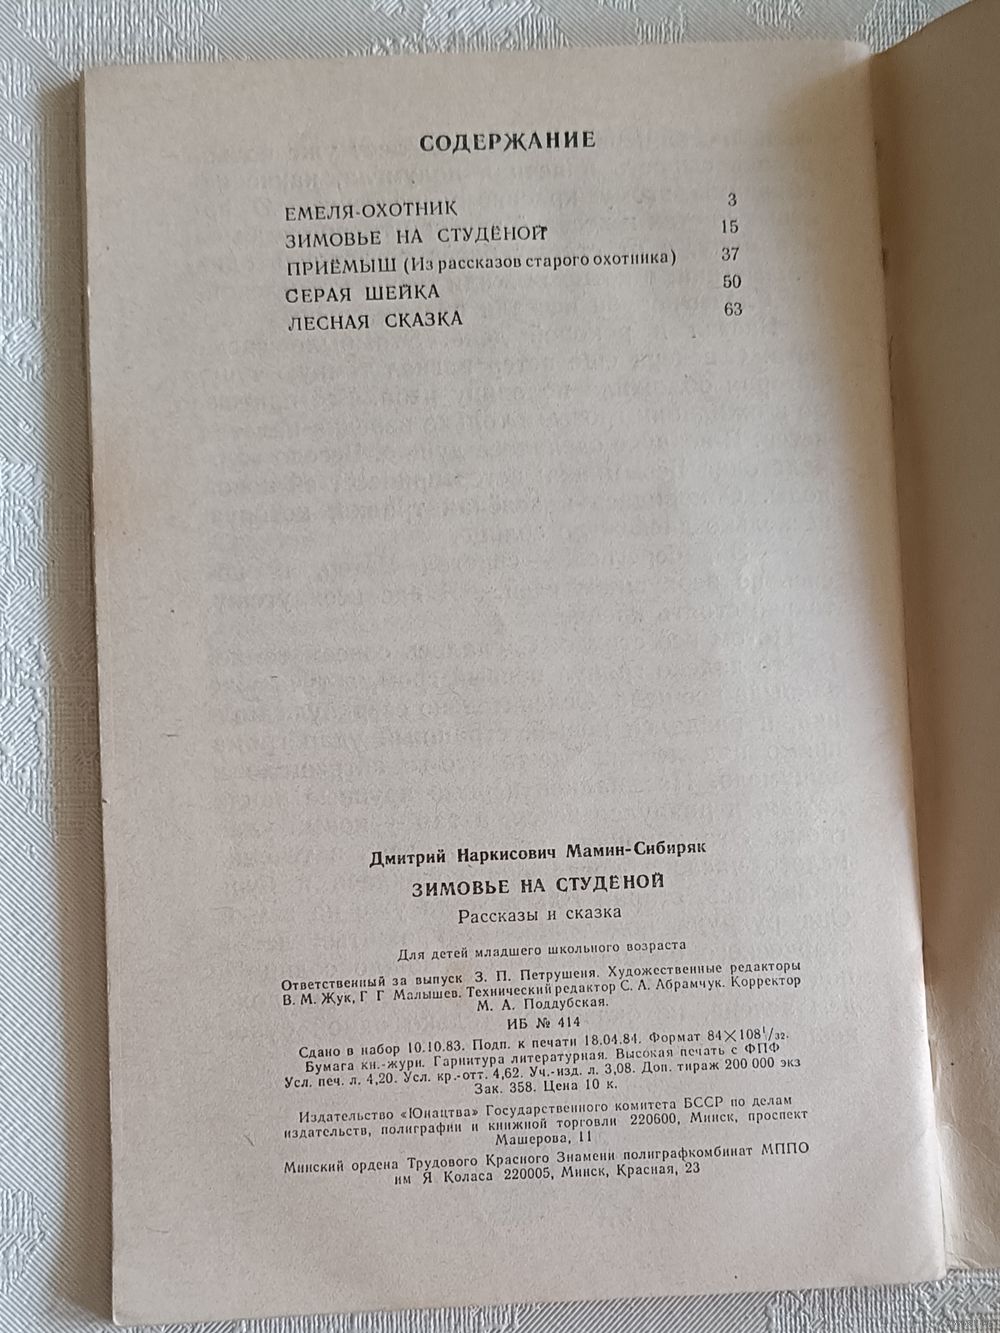 СОДЕРЖАНИЕ
ЕМЕЛЯ-ОХОТНИК 3
ЗИМОВЬЕ НА СТУДЁНОЙ 15
ПРИЁМЫШ (Из рассказов старого охотника) 37
СЕРАЯ ШЕЙКА 50
ЛЕСНАЯ СКАЗКА 63
Дмитрий Наркисович Мамин-Сибиряк
ЗИМОВЬЕ НА СТУДЕНОЙ
Рассказы и сказка
Для детей младшего школьного возраста
Ответственный за выпуск З. П. Петрушеня. Художественные редакторы
В. М. Жук, Г Г Малышев. Технический редактор С. А. Абрамчук. Корректор
М. А. Поддубская.
ИБ № 414
Сдано в набор 10.10.83. Подп. к печати 18.04.84. Формат 84×108¹/₃₂.
Бумага кн.-журн. Гарнитура литературная. Высокая печать с ФПФ
Усл. печ. л. 4,20. Усл. кр.-отт. 4,62. Уч.-изд. л. 3,08. Доп. тираж 200 000 экз
Зак. 358. Цена 10 к.
Издательство «Юнацтва» Государственного комитета БССР по делам
издательств, полиграфии и книжной торговли 220600, Минск, проспект
Машерова, 11
Минский ордена Трудового Красного Знамени полиграфкомбинат МППО
им Я Коласа 220005, Минск, Красная, 23